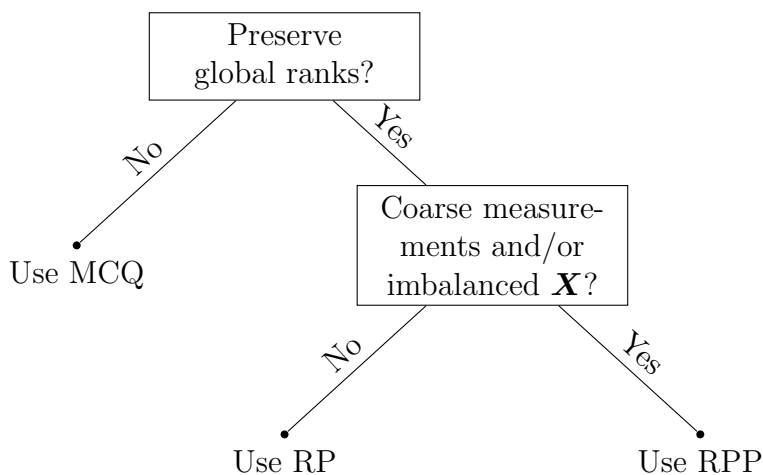 Preserve
global ranks?
No
Yes
Coarse measure-
ments and/or
imbalanced X?
Use MCQ
No
Yes
Use RP
Use RPP